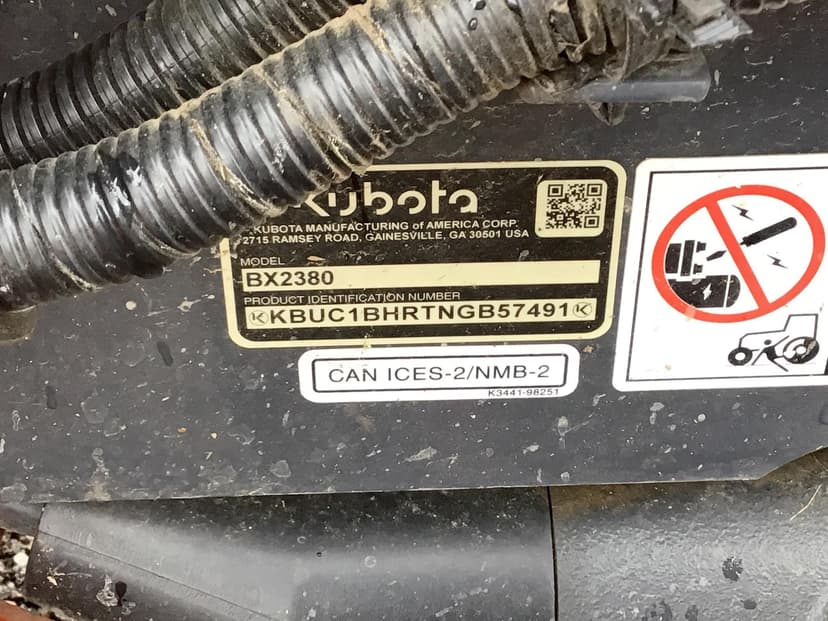 Kubota
KUBOTA MANUFACTURING of AMERICA CORP.
2715 RAMSEY ROAD, GAINESVILLE, GA 30501 USA
MODEL
BX2380
PRODUCT IDENTIFICATION NUMBER
KBUC1BHRTNGB57491
CAN ICES-2/NMB-2
K3441-98251